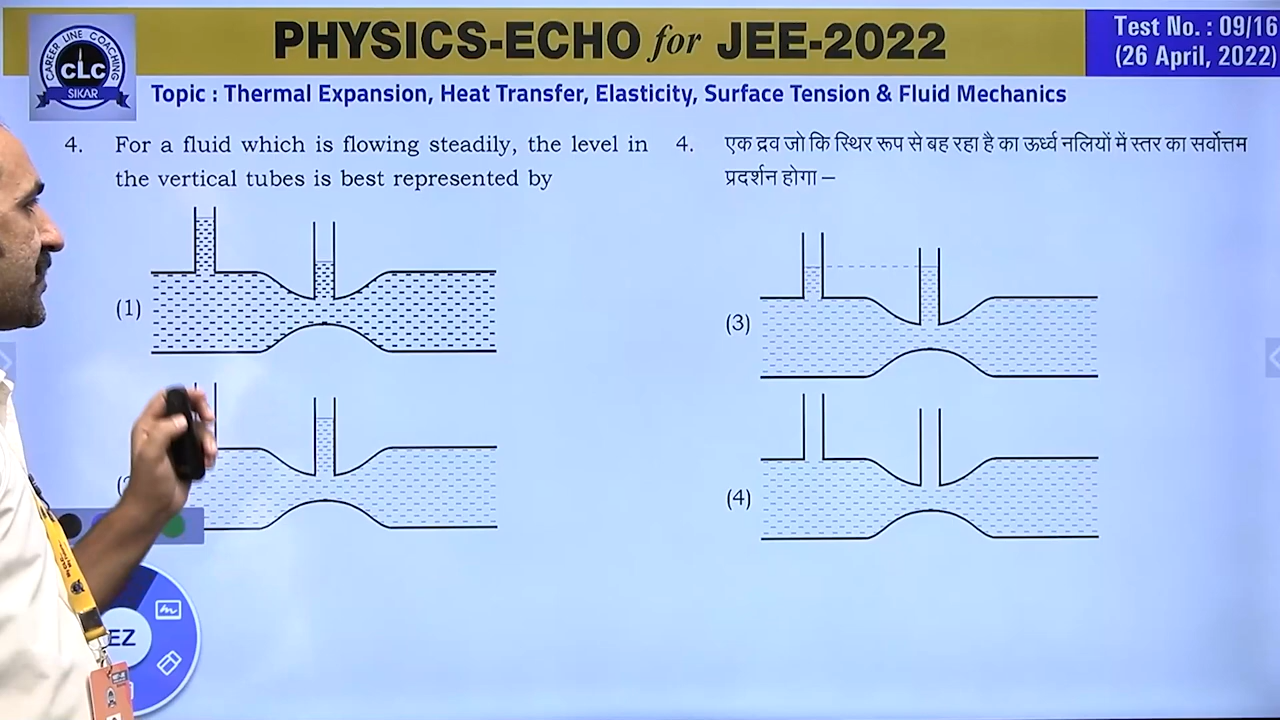 PHYSICS-ECHO for JEE-2022
Test No. : 09/16
(26 April, 2022)
CAREER LINE COACHING
CLC
SIKAR
Topic : Thermal Expansion, Heat Transfer, Elasticity, Surface Tension & Fluid Mechanics
4. For a fluid which is flowing steadily, the level in
the vertical tubes is best represented by
(1)
4. एक द्रव जो कि स्थिर रूप से बह रहा है का ऊर्ध्व नलियों में स्तर का सर्वोत्तम
प्रदर्शन होगा –
(3)
(4)
EZ